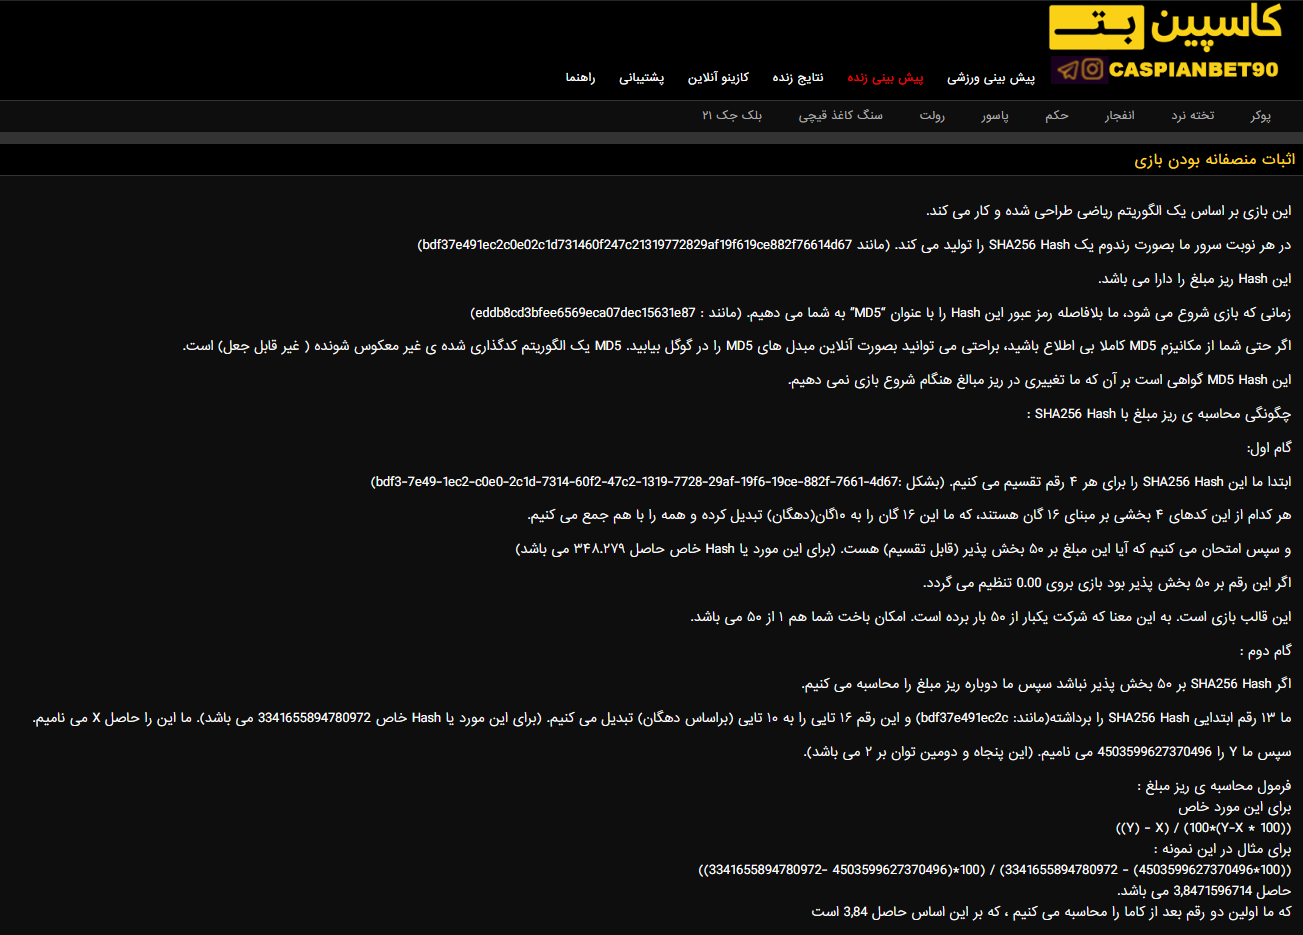 کاسپین بتـ
CASPIANBET90
پیش بینی ورزشی پیش بینی زنده نتایج زنده کازینو آنلاین پشتیبانی راهنما
پوکر تخته نرد انفجار حکم پاسور رولت سنگ کاغذ قیچی بلک جک ۲۱
اثبات منصفانه بودن بازی
این بازی بر اساس یک الگوریتم ریاضی طراحی شده و کار می کند.
در هر نوبت سرور ما بصورت رندوم یک SHA256 Hash را تولید می کند. (مانند bdf37e491ec2c0e02c1d731460f247c21319772829af19f619ce882f76614d67)
این Hash ریز مبلغ را دارا می باشد.
زمانی که بازی شروع می شود، ما بلافاصله رمز عبور این Hash را با عنوان “MD5” به شما می دهیم. (مانند : eddb8cd3bfee6569eca07dec15631e87)
اگر حتی شما از مکانیزم MD5 کاملا بی اطلاع باشید، براحتی می توانید بصورت آنلاین مبدل های MD5 را در گوگل بیابید. MD5 یک الگوریتم کدگذاری شده ی غیر معکوس شونده ( غیر قابل جعل) است.
این MD5 Hash گواهی است بر آن که ما تغییری در ریز مبالغ هنگام شروع بازی نمی دهیم.
چگونگی محاسبه ی ریز مبلغ با SHA256 Hash :
گام اول:
ابتدا ما این SHA256 Hash را برای هر ۴ رقم تقسیم می کنیم. (بشکل :bdf3-7e49-1ec2-c0e0-2c1d-7314-60f2-47c2-1319-7728-29af-19f6-19ce-882f-7661-4d67)
هر کدام از این کدهای ۴ بخشی بر مبنای ۱۶ گان هستند، که ما این ۱۶ گان را به ۱۰گان(دهگان) تبدیل کرده و همه را با هم جمع می کنیم.
و سپس امتحان می کنیم که آیا این مبلغ بر ۵۰ بخش پذیر (قابل تقسیم) هست. (برای این مورد یا Hash خاص حاصل ۳۴۸.۲۷۹ می باشد)
اگر این رقم بر ۵۰ بخش پذیر بود بازی بروی 0.00 تنظیم می گردد.
این قالب بازی است. به این معنا که شرکت یکبار از ۵۰ بار برده است. امکان باخت شما هم ۱ از ۵۰ می باشد.
گام دوم :
اگر SHA256 Hash بر ۵۰ بخش پذیر نباشد سپس ما دوباره ریز مبلغ را محاسبه می کنیم.
ما ۱۳ رقم ابتدایی SHA256 Hash را برداشته(مانند: bdf37e491ec2c) و این رقم ۱۶ تایی را به ۱۰ تایی (براساس دهگان) تبدیل می کنیم. (برای این مورد یا Hash خاص 3341655894780972 می باشد). ما این را حاصل X می نامیم.
سپس ما Y را 4503599627370496 می نامیم. (این پنجاه و دومین توان بر ۲ می باشد).
فرمول محاسبه ی ریز مبلغ :
برای این مورد خاص
((Y) - X) / (100*(Y-X * 100))
برای مثال در این نمونه :
((3341655894780972- 4503599627370496)*100) / (3341655894780972 - (4503599627370496*100))
حاصل 3,8471596714 می باشد.
که ما اولین دو رقم بعد از کاما را محاسبه می کنیم ، که بر این اساس حاصل 3,84 است